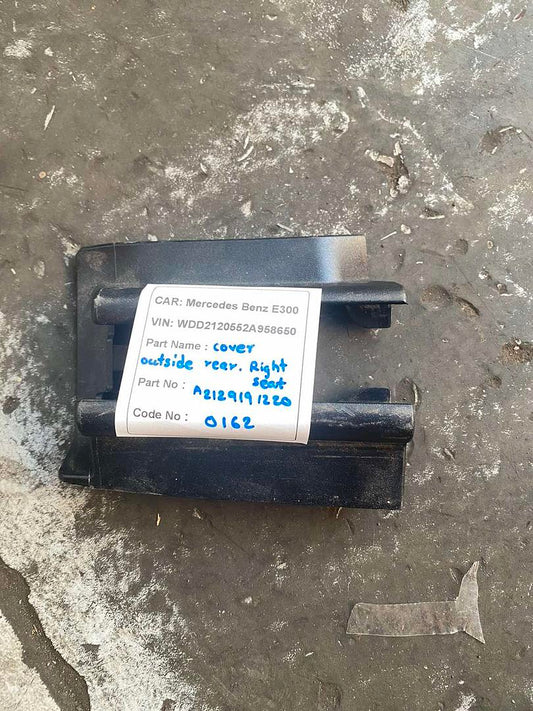 CAR: Mercedes Benz E300
VIN: WDD2120552A958650
Part Name : cover
outside rear. Right
seat
Part No : A2129191220
Code No : 0162